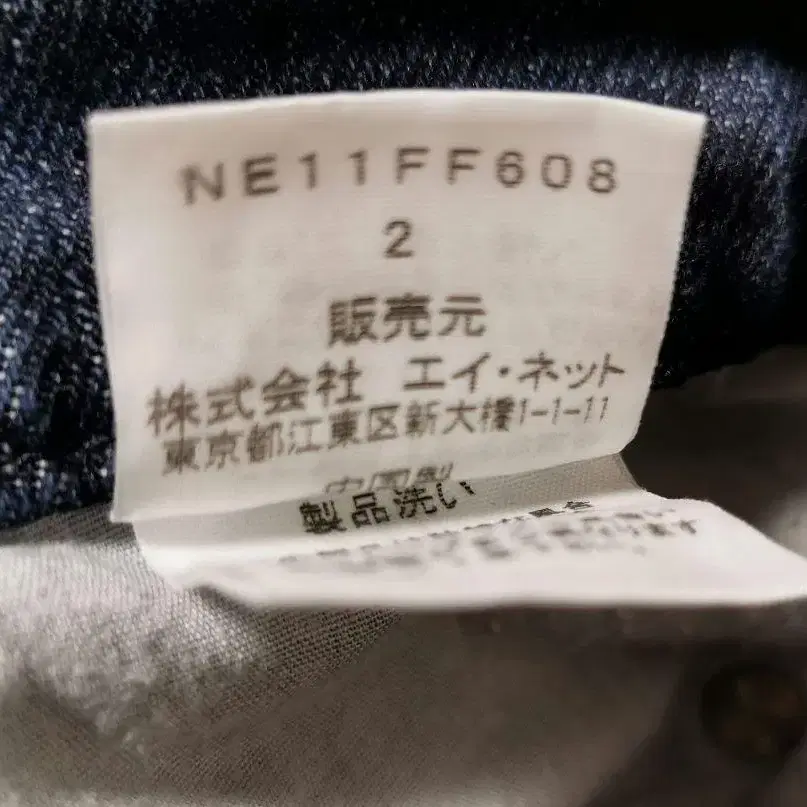 NE11FF608
2
販売元
株式会社 エイ・ネット
東京都江東区新大橋1-1-11
中国製
製品洗い